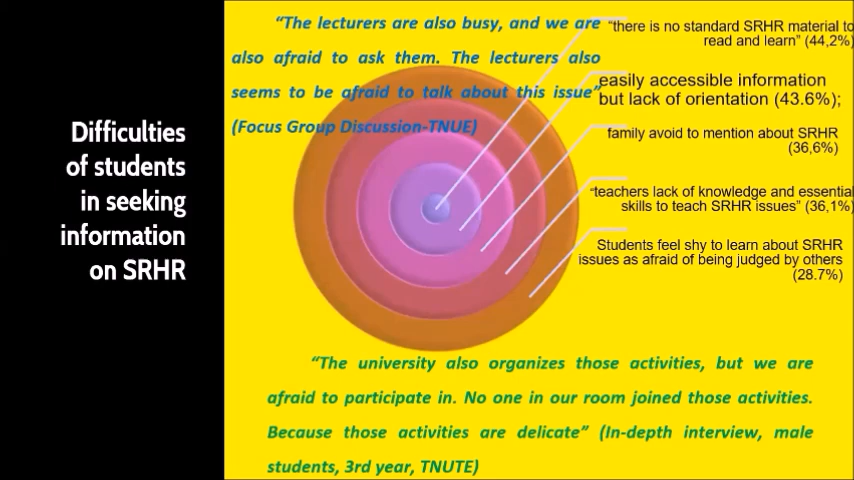 Difficulties
of students
in seeking
information
on SRHR
“The lecturers are also busy, and we are
also afraid to ask them. The lecturers also
seems to be afraid to talk about this issue”
(Focus Group Discussion-TNUE)
“there is no standard SRHR material to
read and learn” (44,2%)
easily accessible information
but lack of orientation (43.6%);
family avoid to mention about SRHR
(36,6%)
“teachers lack of knowledge and essential
skills to teach SRHR issues” (36,1%)
Students feel shy to learn about SRHR
issues as afraid of being judged by others
(28.7%)
“The university also organizes those activities, but we are
afraid to participate in. No one in our room joined those activities.
Because those activities are delicate” (In-depth interview, male
students, 3rd year, TNUTE)